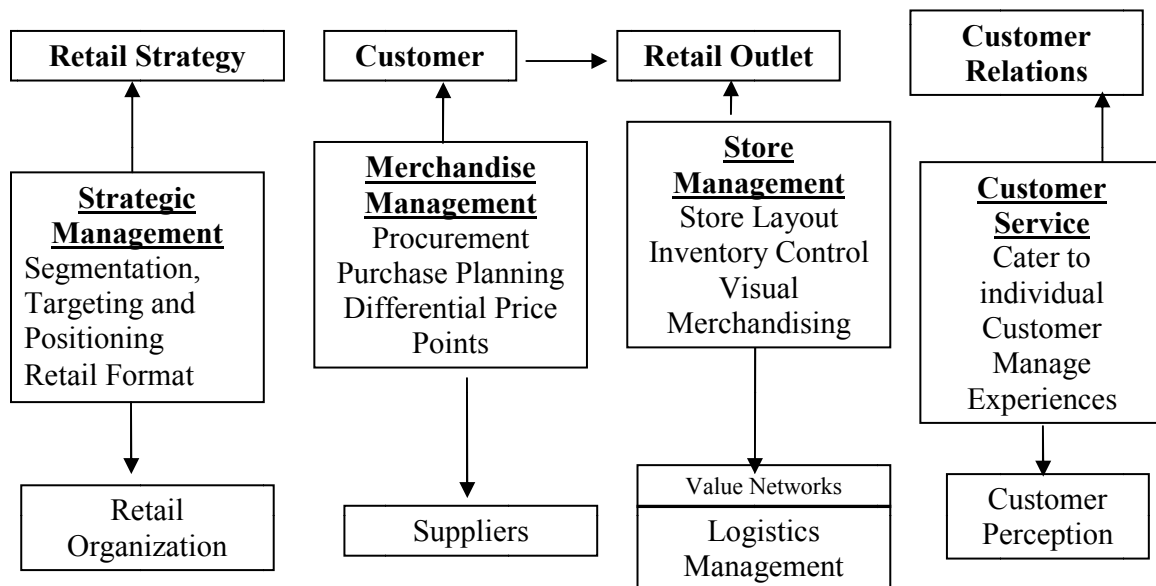 Retail Strategy
Customer
Retail Outlet
Customer
Relations
Strategic
Management
Segmentation,
Targeting and
Positioning
Retail Format
Merchandise
Management
Procurement
Purchase Planning
Differential Price
Points
Store
Management
Store Layout
Inventory Control
Visual
Merchandising
Customer
Service
Cater to
individual
Customer
Manage
Experiences
Retail
Organization
Suppliers
Value Networks
Logistics
Management
Customer
Perception